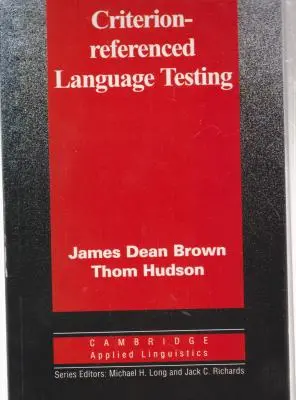 Criterion-
referenced
Language Testing
James Dean Brown
Thom Hudson
CAMBRIDGE
Applied Linguistics
Series Editors: Michael H. Long and Jack C. Richards